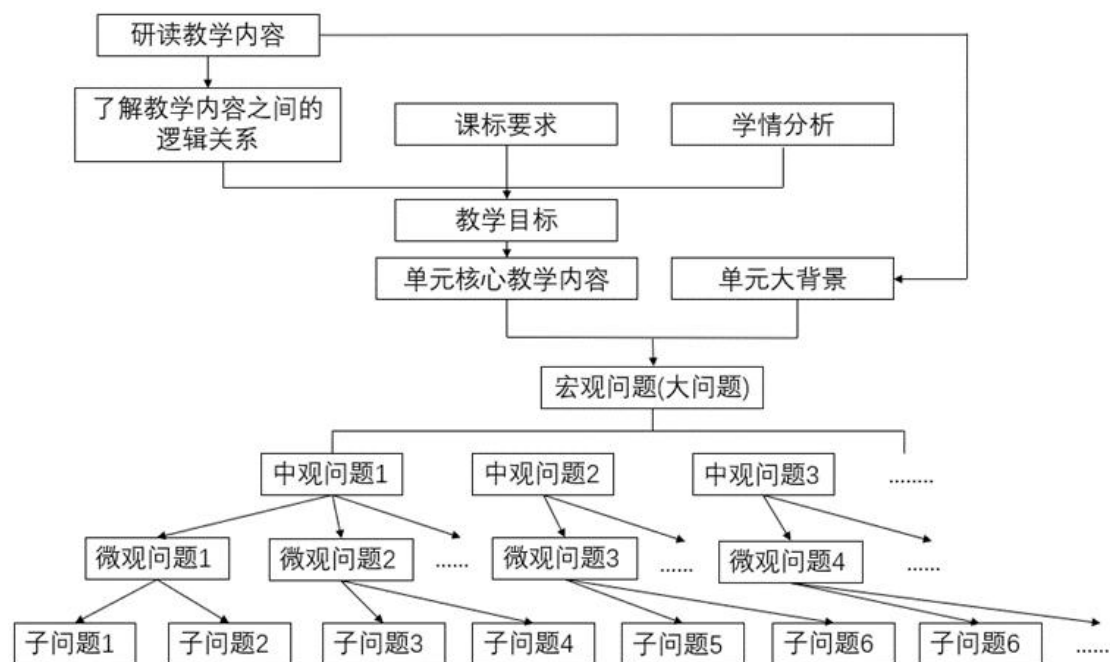 研读教学内容
了解教学内容之间的
逻辑关系
课标要求
学情分析
教学目标
单元核心教学内容
单元大背景
宏观问题(大问题)
中观问题1
中观问题2
中观问题3
........
微观问题1
微观问题2
......
微观问题3
......
微观问题4
......
子问题1
子问题2
子问题3
子问题4
子问题5
子问题6
子问题6
......